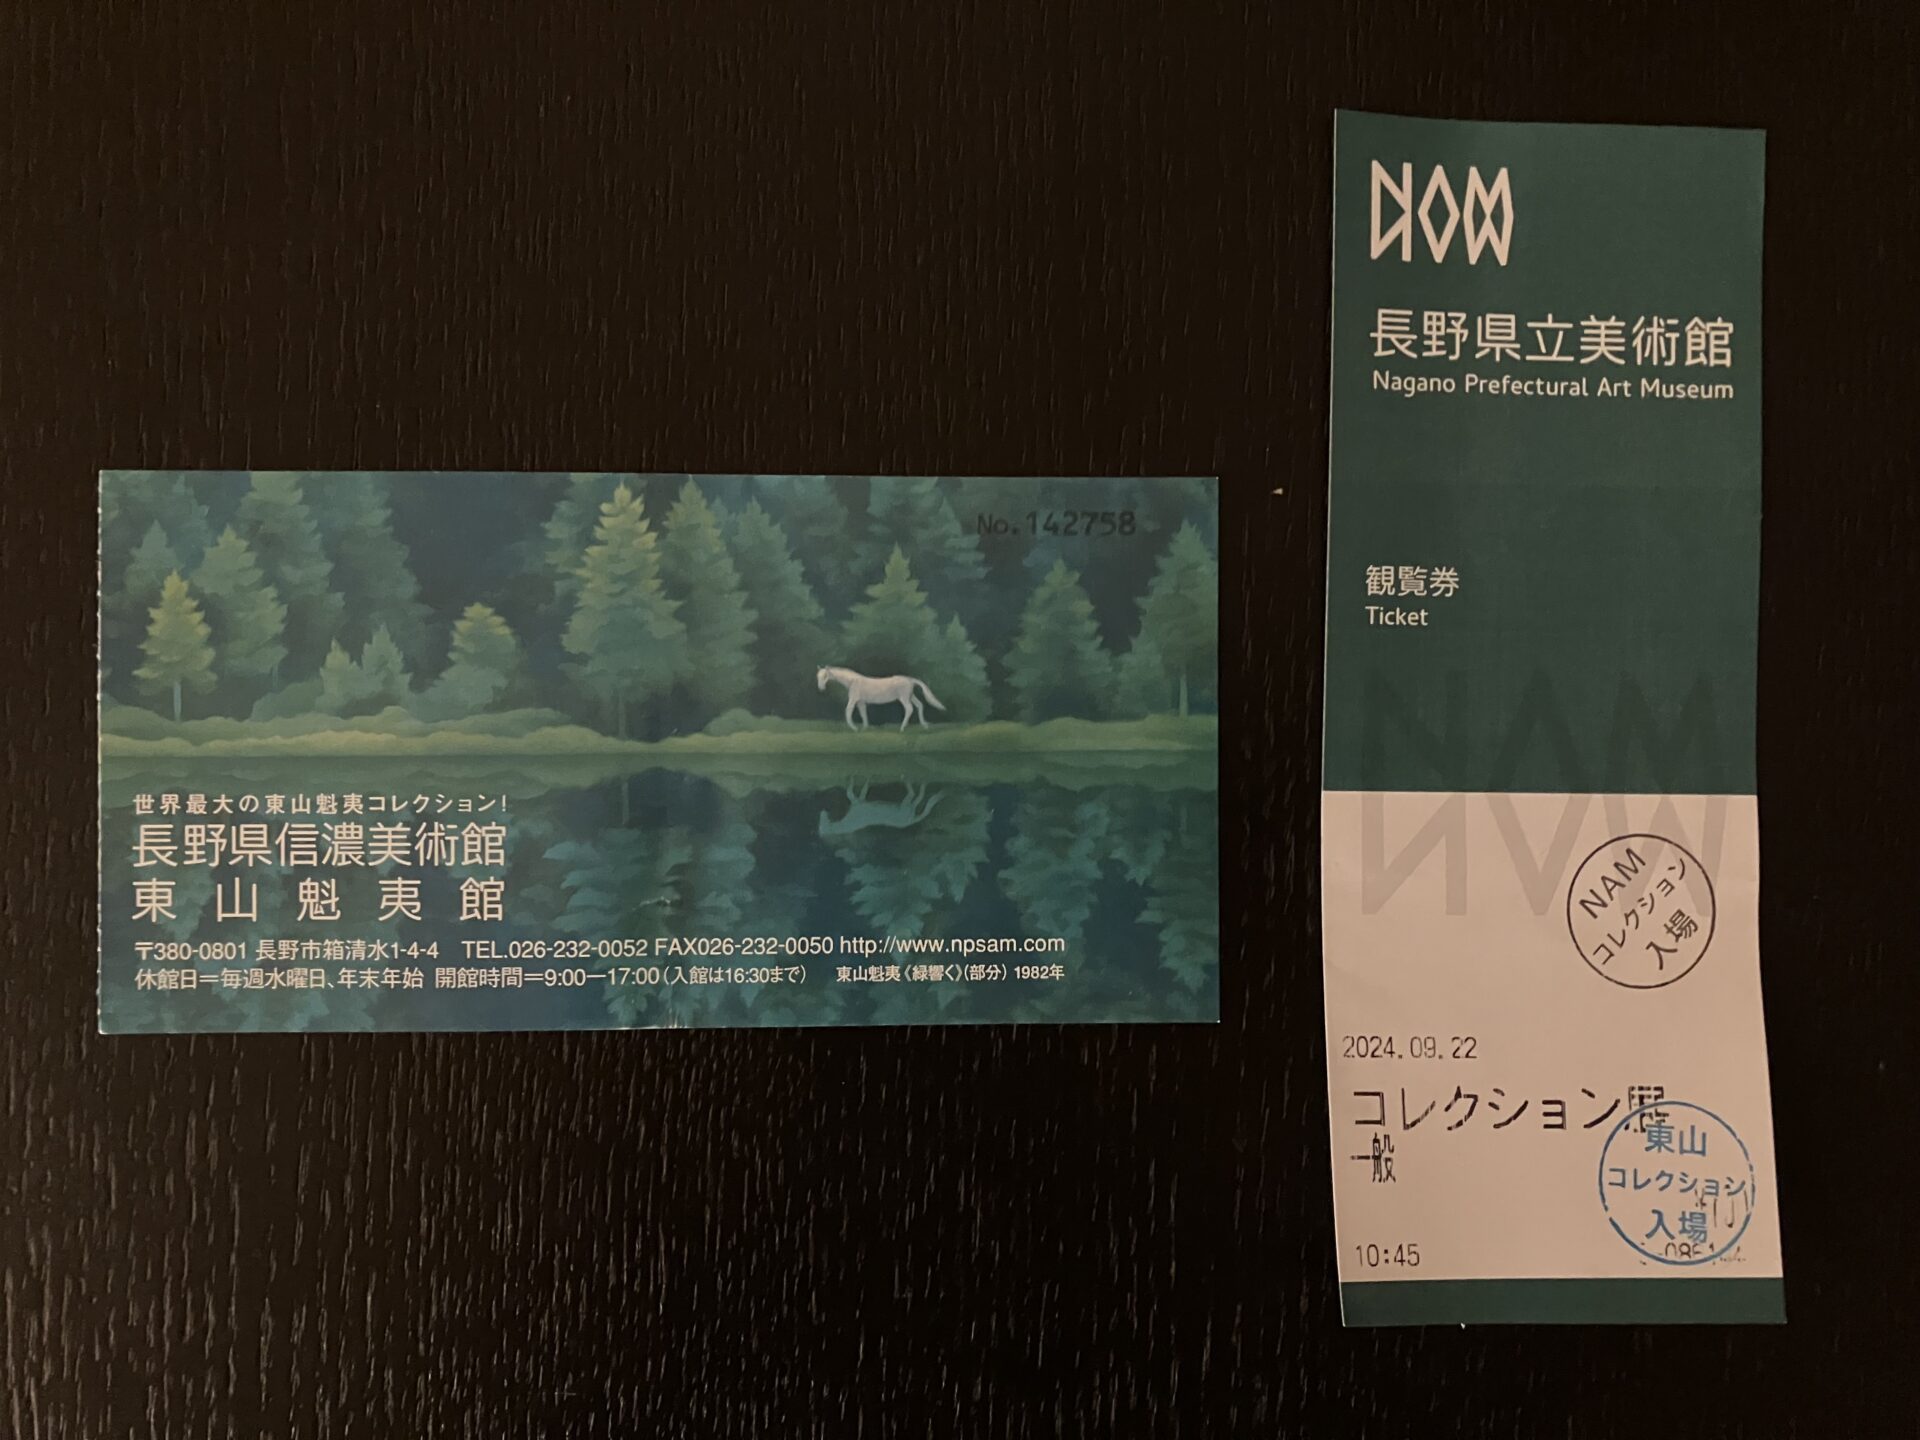 No.142758
世界最大の東山魁夷コレクション!
長野県信濃美術館
東山魁夷館
〒380-0801 長野市箱清水1-4-4 TEL.026-232-0052 FAX026-232-0050 http://www.npsam.com
休館日=毎週水曜日、年末年始 開館時間=9:00ー17:00(入館は16:30まで) 東山魁夷《緑響く》(部分) 1982年
NAM
長野県立美術館
Nagano Prefectural Art Museum
観覧券
Ticket
NAM
NAM
コレクション
入場
2024.09.22
コレクション展
一般
東山
コレクション
入場
10:45